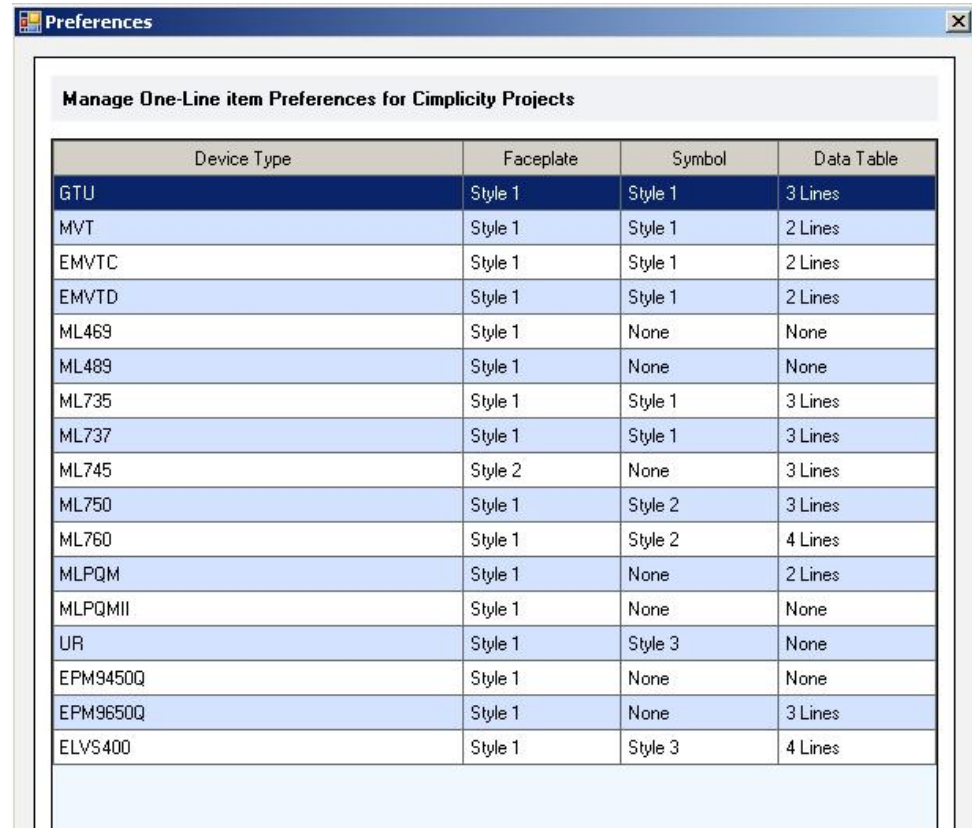 Preferences
Manage One-Line item Preferences for Cimplicity Projects
Device Type Faceplate Symbol Data Table
GTU Style 1 Style 1 3 Lines
MVT Style 1 Style 1 2 Lines
EMVTC Style 1 Style 1 2 Lines
EMVTD Style 1 Style 1 2 Lines
ML469 Style 1 None None
ML489 Style 1 None None
ML735 Style 1 Style 1 3 Lines
ML737 Style 1 Style 1 3 Lines
ML745 Style 2 None 3 Lines
ML750 Style 1 Style 2 3 Lines
ML760 Style 1 Style 2 4 Lines
MLPQM Style 1 None 2 Lines
MLPQMII Style 1 None None
UR Style 1 Style 3 None
EPM9450Q Style 1 None None
EPM9650Q Style 1 None 3 Lines
ELVS400 Style 1 Style 3 4 Lines